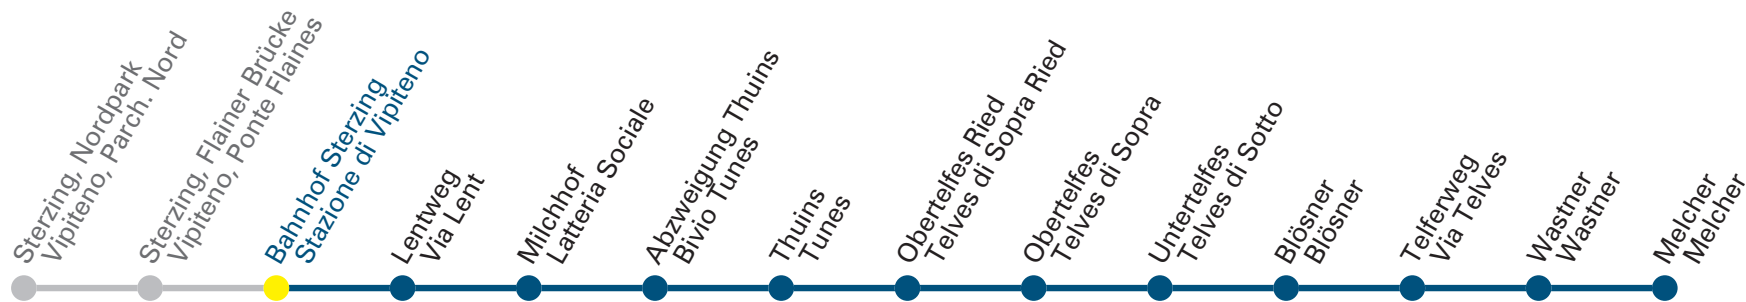 Sterzing, Nordpark
Vipiteno, Parch. Nord
Sterzing, Flainer Brücke
Vipiteno, Ponte Flaines
Bahnhof Sterzing
Stazione di Vipiteno
Lentweg
Via Lent
Milchhof
Latteria Sociale
Abzweigung Thuins
Bivio Tunes
Thuins
Tunes
Obertelfes Ried
Telves di Sopra Ried
Obertelfes
Telves di Sopra
Untertelfes
Telves di Sotto
Blösner
Blösner
Telferweg
Via Telves
Wastner
Wastner
Melcher
Melcher